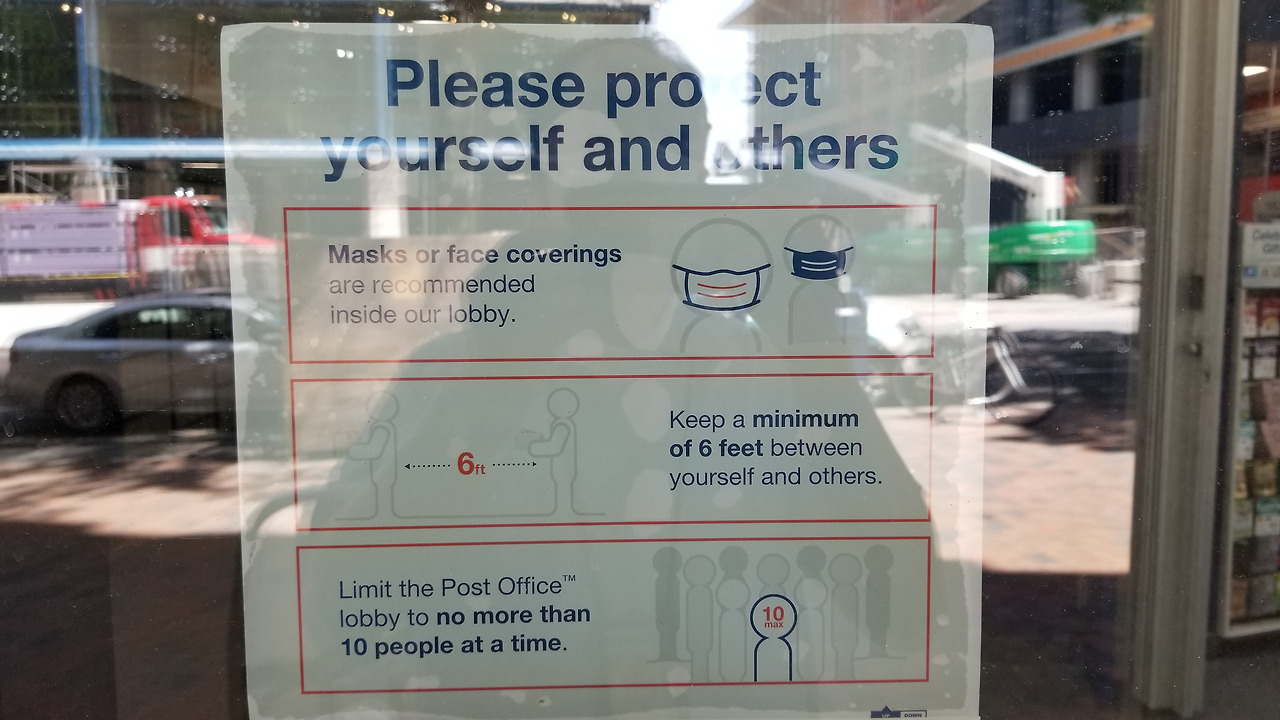 Please protect
yourself and others
Masks or face coverings
are recommended
inside our lobby.
6ft
Keep a minimum
of 6 feet between
yourself and others.
Limit the Post Office™
lobby to no more than
10 people at a time.
10
max
UP DOWN